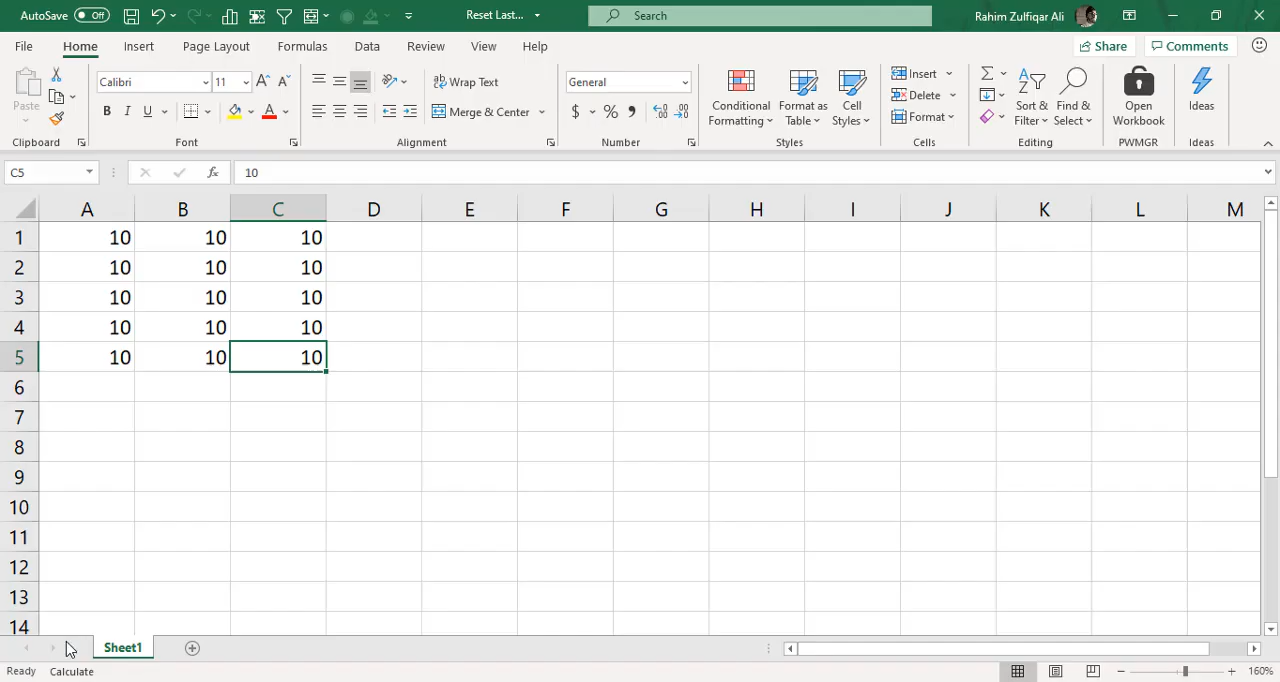 AutoSave Off Reset Last... Search Rahim Zulfiqar Ali
File Home Insert Page Layout Formulas Data Review View Help Share Comments
Paste Calibri 11 Wrap Text General Conditional Formatting Format as Table Cell Styles Insert Delete Format Sort & Filter Find & Select Open Workbook Ideas
B I U Merge & Center $ % ,
Clipboard Font Alignment Number Styles Cells Editing PWMGR Ideas
C5 fx 10
A B C D E F G H I J K L M
1 10 10 10
2 10 10 10
3 10 10 10
4 10 10 10
5 10 10 10
6
7
8
9
10
11
12
13
14
Sheet1
Ready Calculate 160%